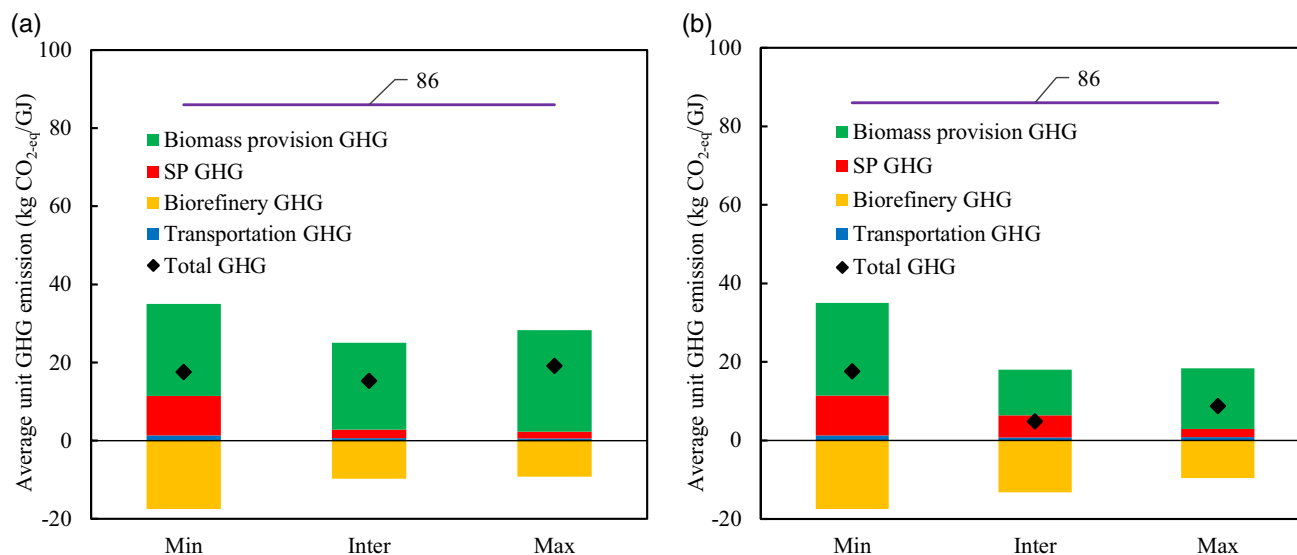 (a)
Average unit GHG emission (kg CO2-eq/GJ)
100
80
60
40
20
0
-20
86
Biomass provision GHG
SP GHG
Biorefinery GHG
Transportation GHG
Total GHG
Min
Inter
Max
(b)
Average unit GHG emission (kg CO2-eq/GJ)
100
80
60
40
20
0
-20
86
Biomass provision GHG
SP GHG
Biorefinery GHG
Transportation GHG
Total GHG
Min
Inter
Max